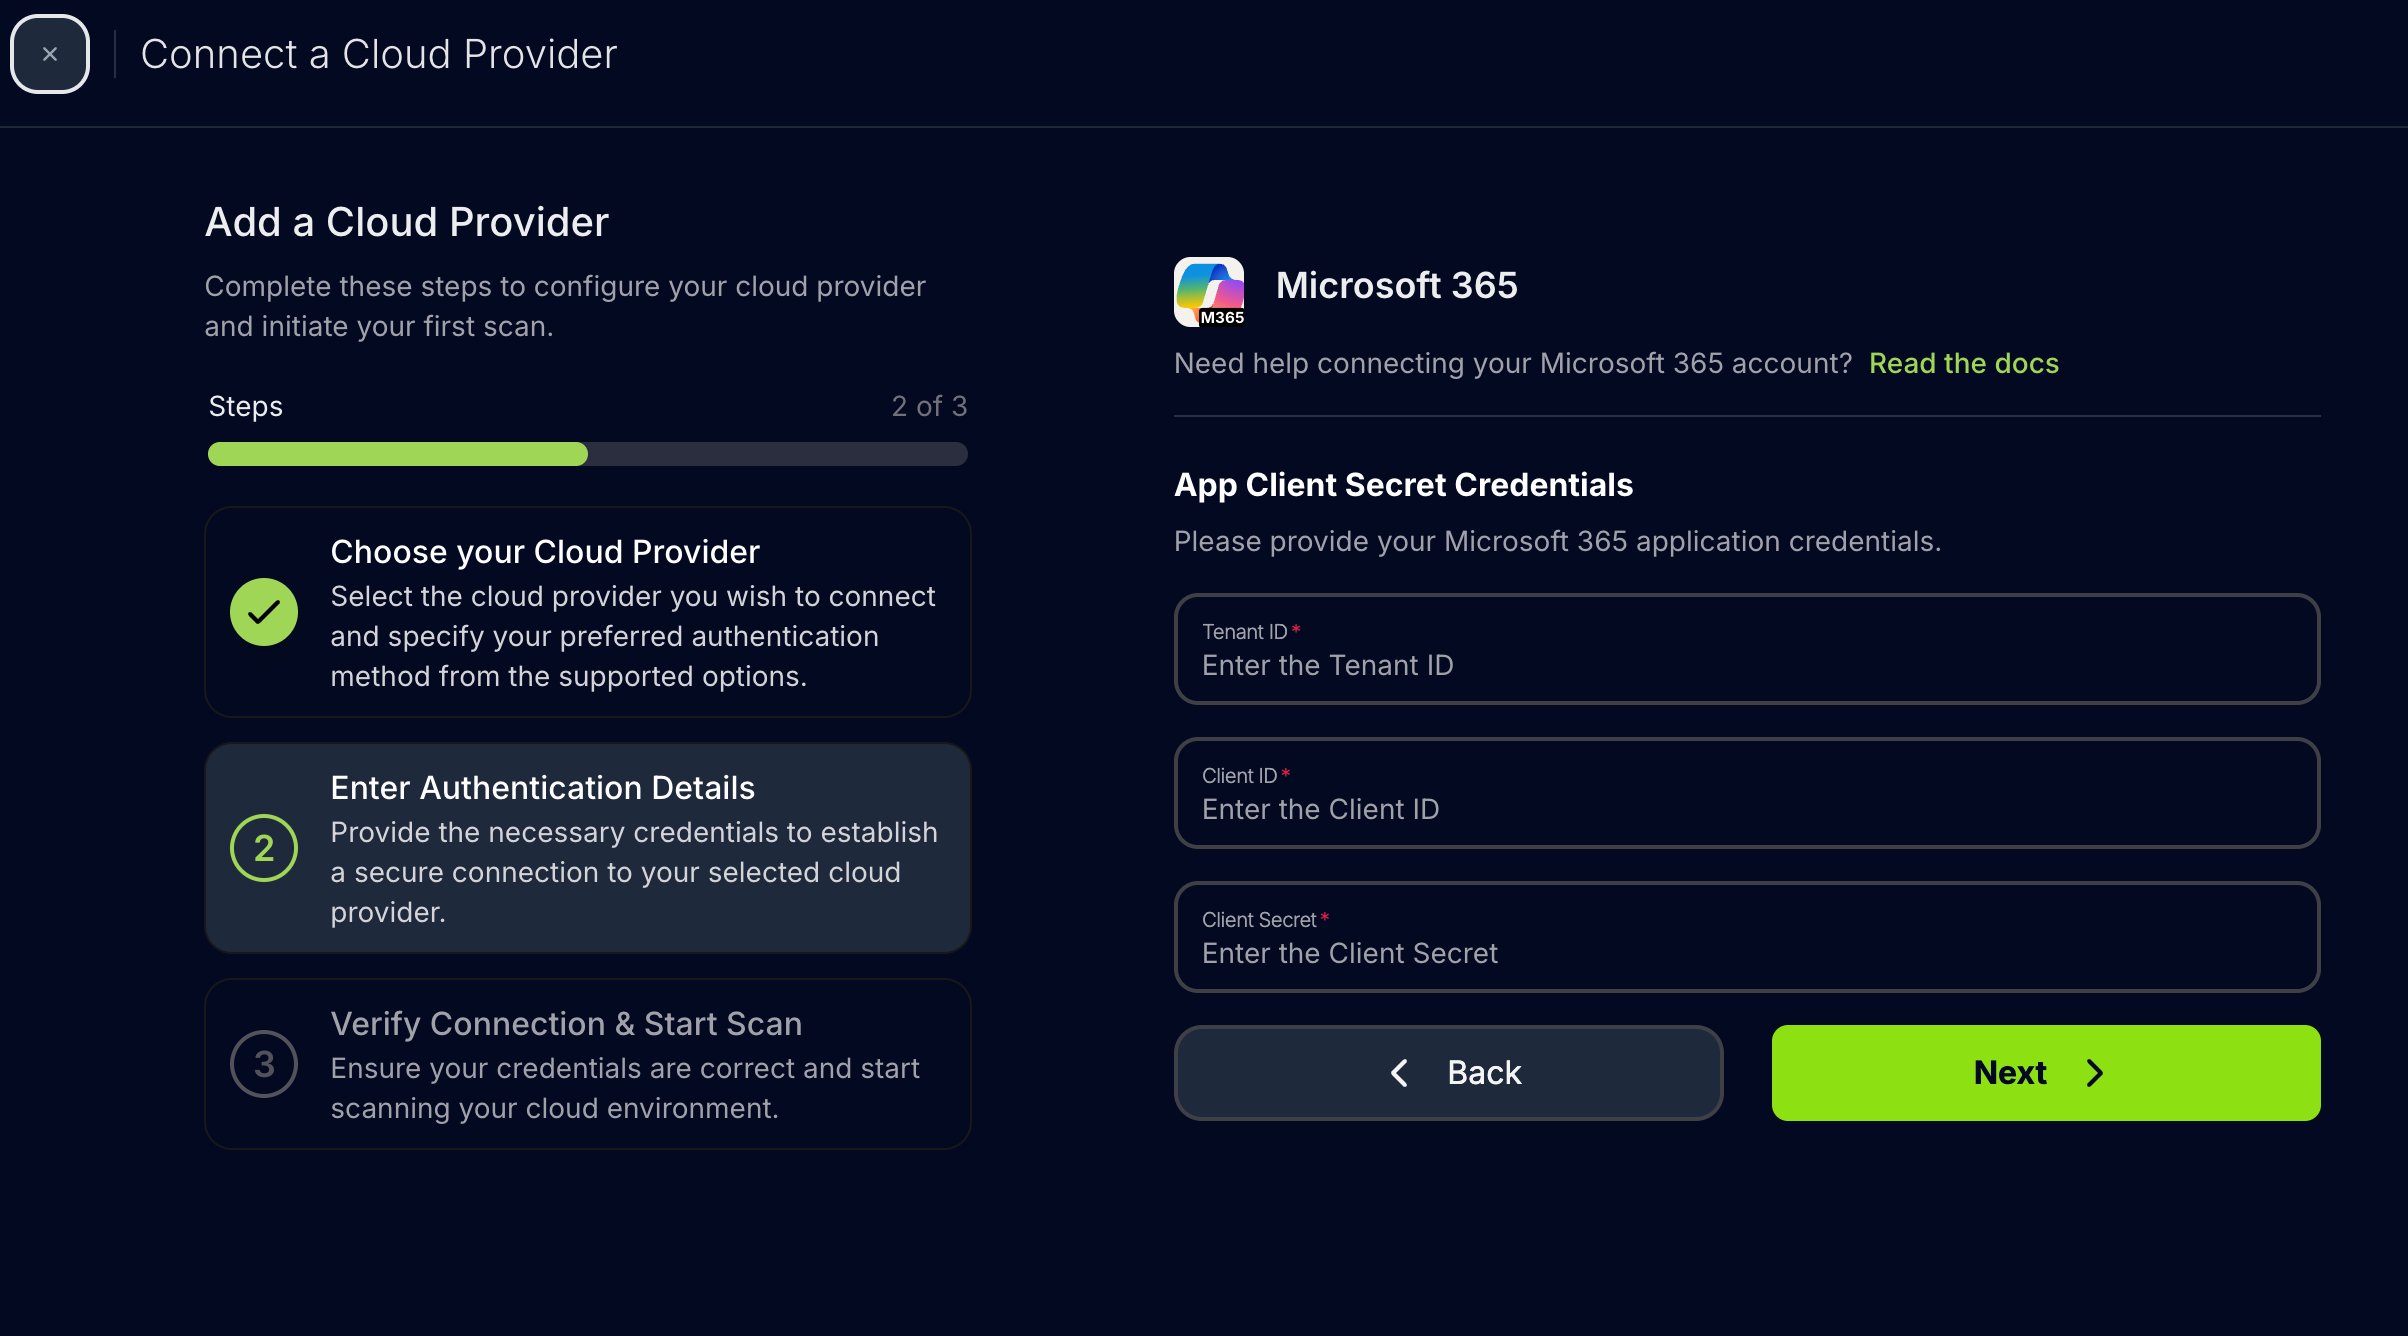 Connect a Cloud Provider
Add a Cloud Provider
Complete these steps to configure your cloud provider
and initiate your first scan.
Steps
2 of 3
Choose your Cloud Provider
Select the cloud provider you wish to connect
and specify your preferred authentication
method from the supported options.
2
Enter Authentication Details
Provide the necessary credentials to establish
a secure connection to your selected cloud
provider.
3
Verify Connection & Start Scan
Ensure your credentials are correct and start
scanning your cloud environment.
M365
Microsoft 365
Need help connecting your Microsoft 365 account? Read the docs
App Client Secret Credentials
Please provide your Microsoft 365 application credentials.
Tenant ID*
Enter the Tenant ID
Client ID*
Enter the Client ID
Client Secret*
Enter the Client Secret
Back
Next